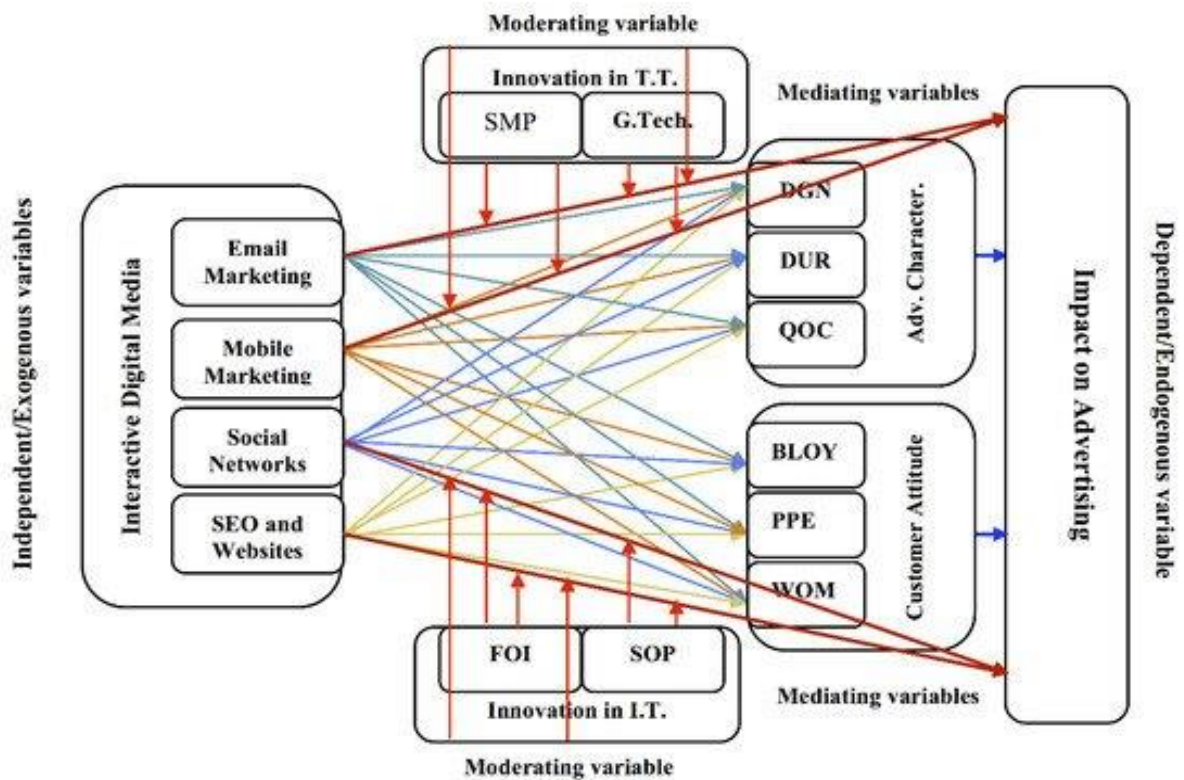 Moderating variable
Innovation in T.T.
SMP
G.Tech.
Mediating variables
Independent/Exogenous variables
Interactive Digital Media
Email
Marketing
Mobile
Marketing
Social
Networks
SEO and
Websites
DGN
DUR
QOC
Adv. Character.
BLOY
PPE
WOM
Customer Attitude
Impact on Advertising
Dependent/Endogenous variable
FOI
SOP
Innovation in I.T.
Mediating variables
Moderating variable